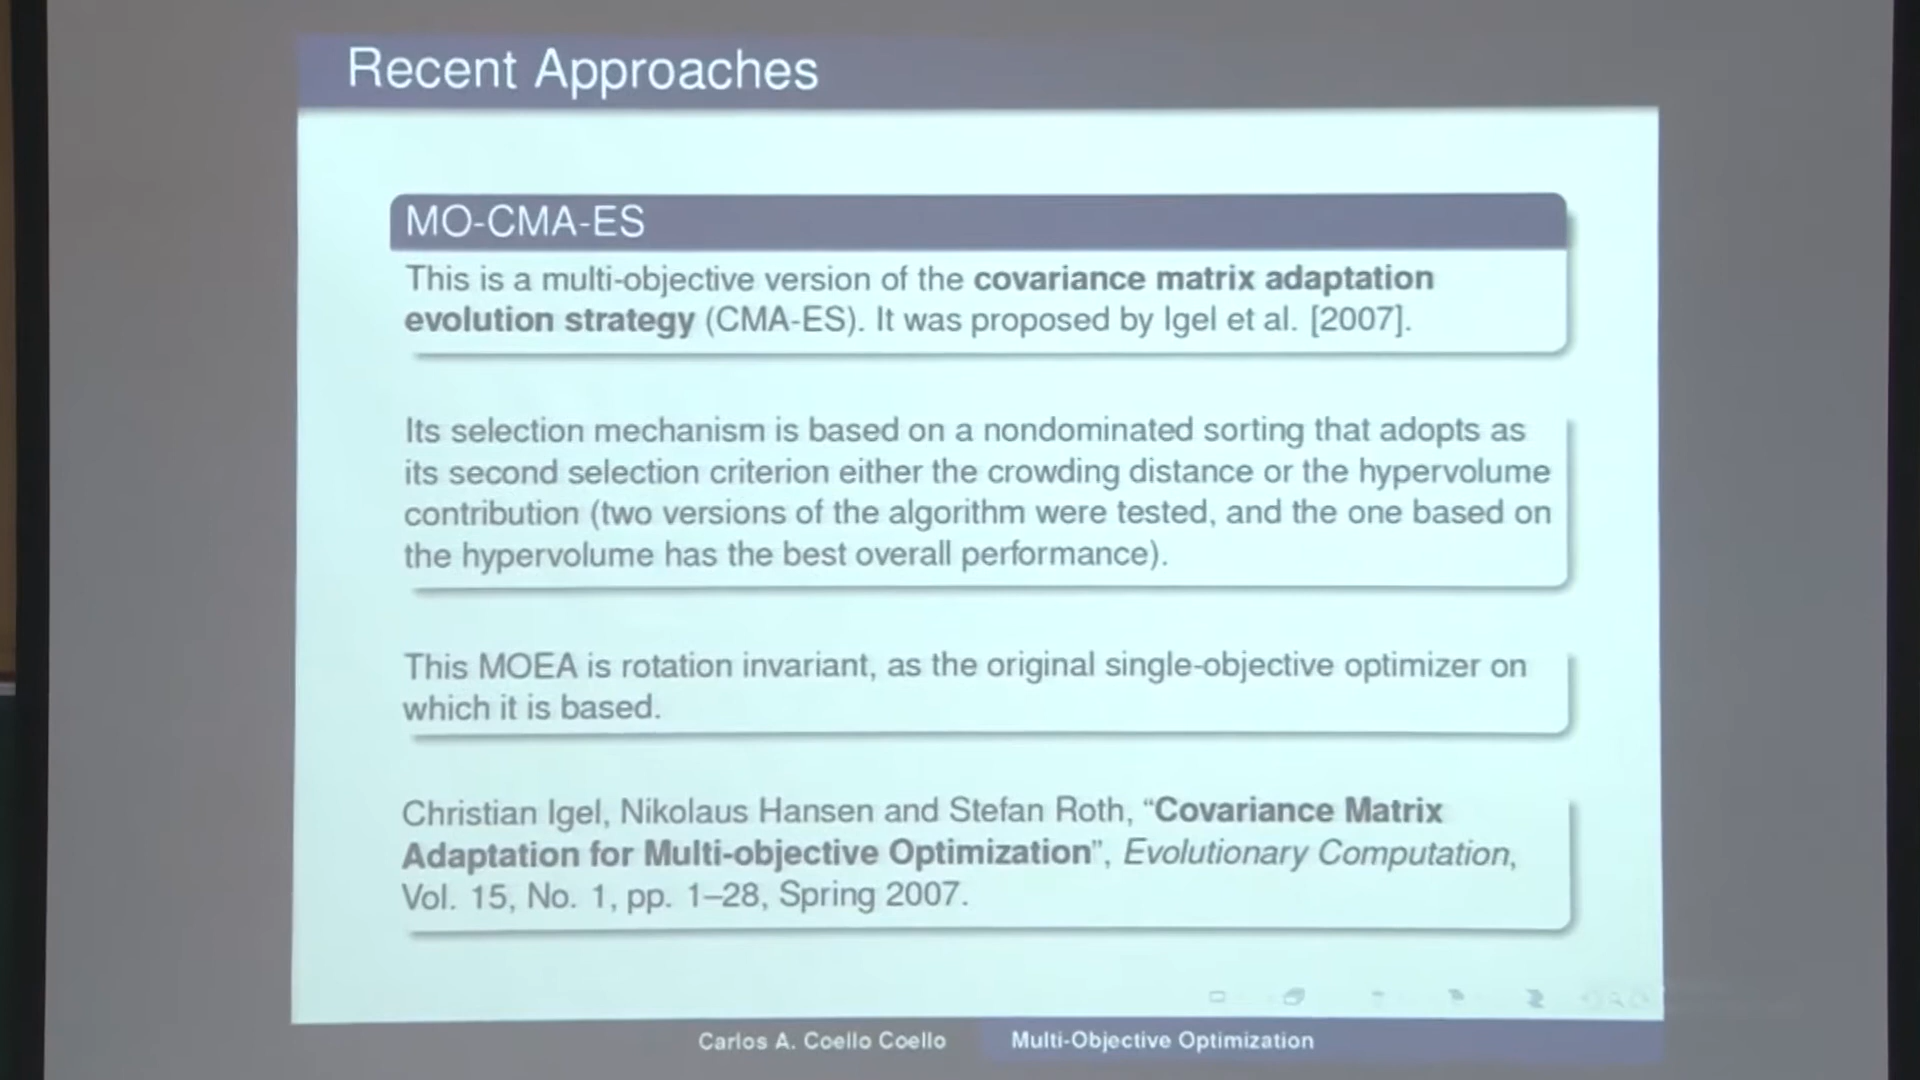 Recent Approaches
MO-CMA-ES
This is a multi-objective version of the covariance matrix adaptation
evolution strategy (CMA-ES). It was proposed by Igel et al. [2007].
Its selection mechanism is based on a nondominated sorting that adopts as
its second selection criterion either the crowding distance or the hypervolume
contribution (two versions of the algorithm were tested, and the one based on
the hypervolume has the best overall performance).
This MOEA is rotation invariant, as the original single-objective optimizer on
which it is based.
Christian Igel, Nikolaus Hansen and Stefan Roth, “Covariance Matrix
Adaptation for Multi-objective Optimization”, Evolutionary Computation,
Vol. 15, No. 1, pp. 1–28, Spring 2007.
Carlos A. Coello Coello Multi-Objective Optimization